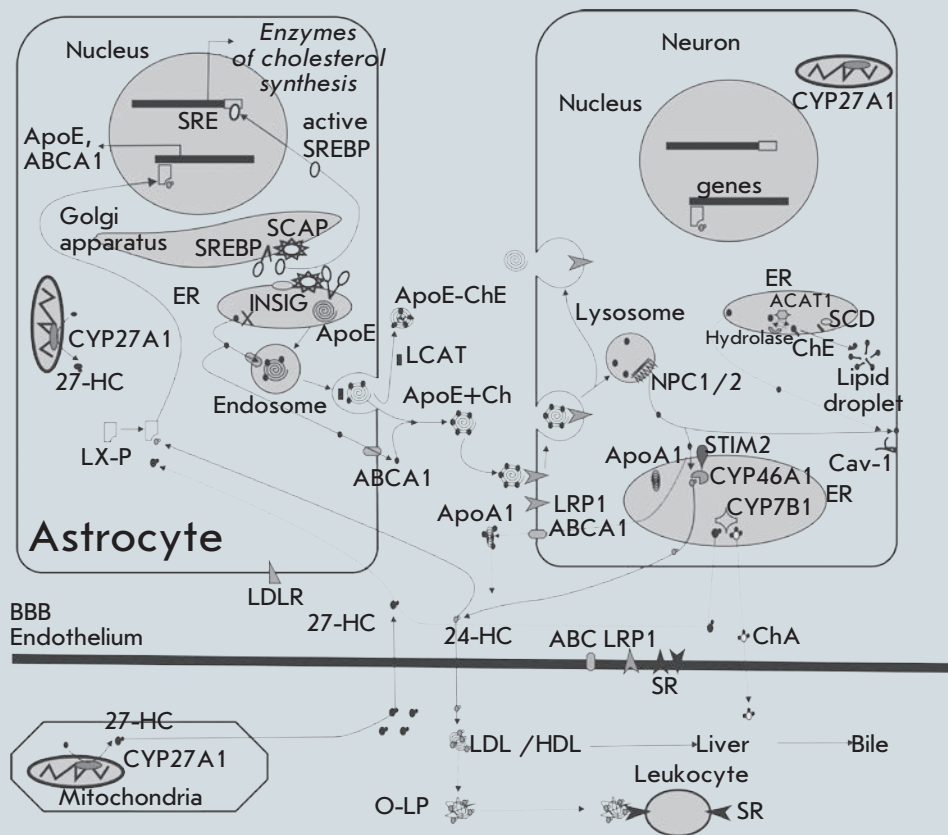 Nucleus
Enzymes
of cholesterol
synthesis
SRE
active
SREBP
ApoE,
ABCA1
Golgi
apparatus
SCAP
SREBP
ER
INSIG
ApoE
CYP27A1
27-HC
Endosome
LX-P
ApoE-ChE
LCAT
ApoE+Ch
ABCA1
Astrocyte
LDLR
Neuron
CYP27A1
Nucleus
genes
ER
ACAT1
SCD
Hydrolase
ChE
Lipid
droplet
Lysosome
NPC1/2
Cav-1
STIM2
ApoA1
CYP46A1
CYP7B1
ER
LRP1
ABCA1
ApoA1
BBB
Endothelium
27-HC
24-HC
ABC LRP1
SR
ChA
27-HC
CYP27A1
Mitochondria
LDL /HDL
Liver
Bile
Leukocyte
O-LP
SR